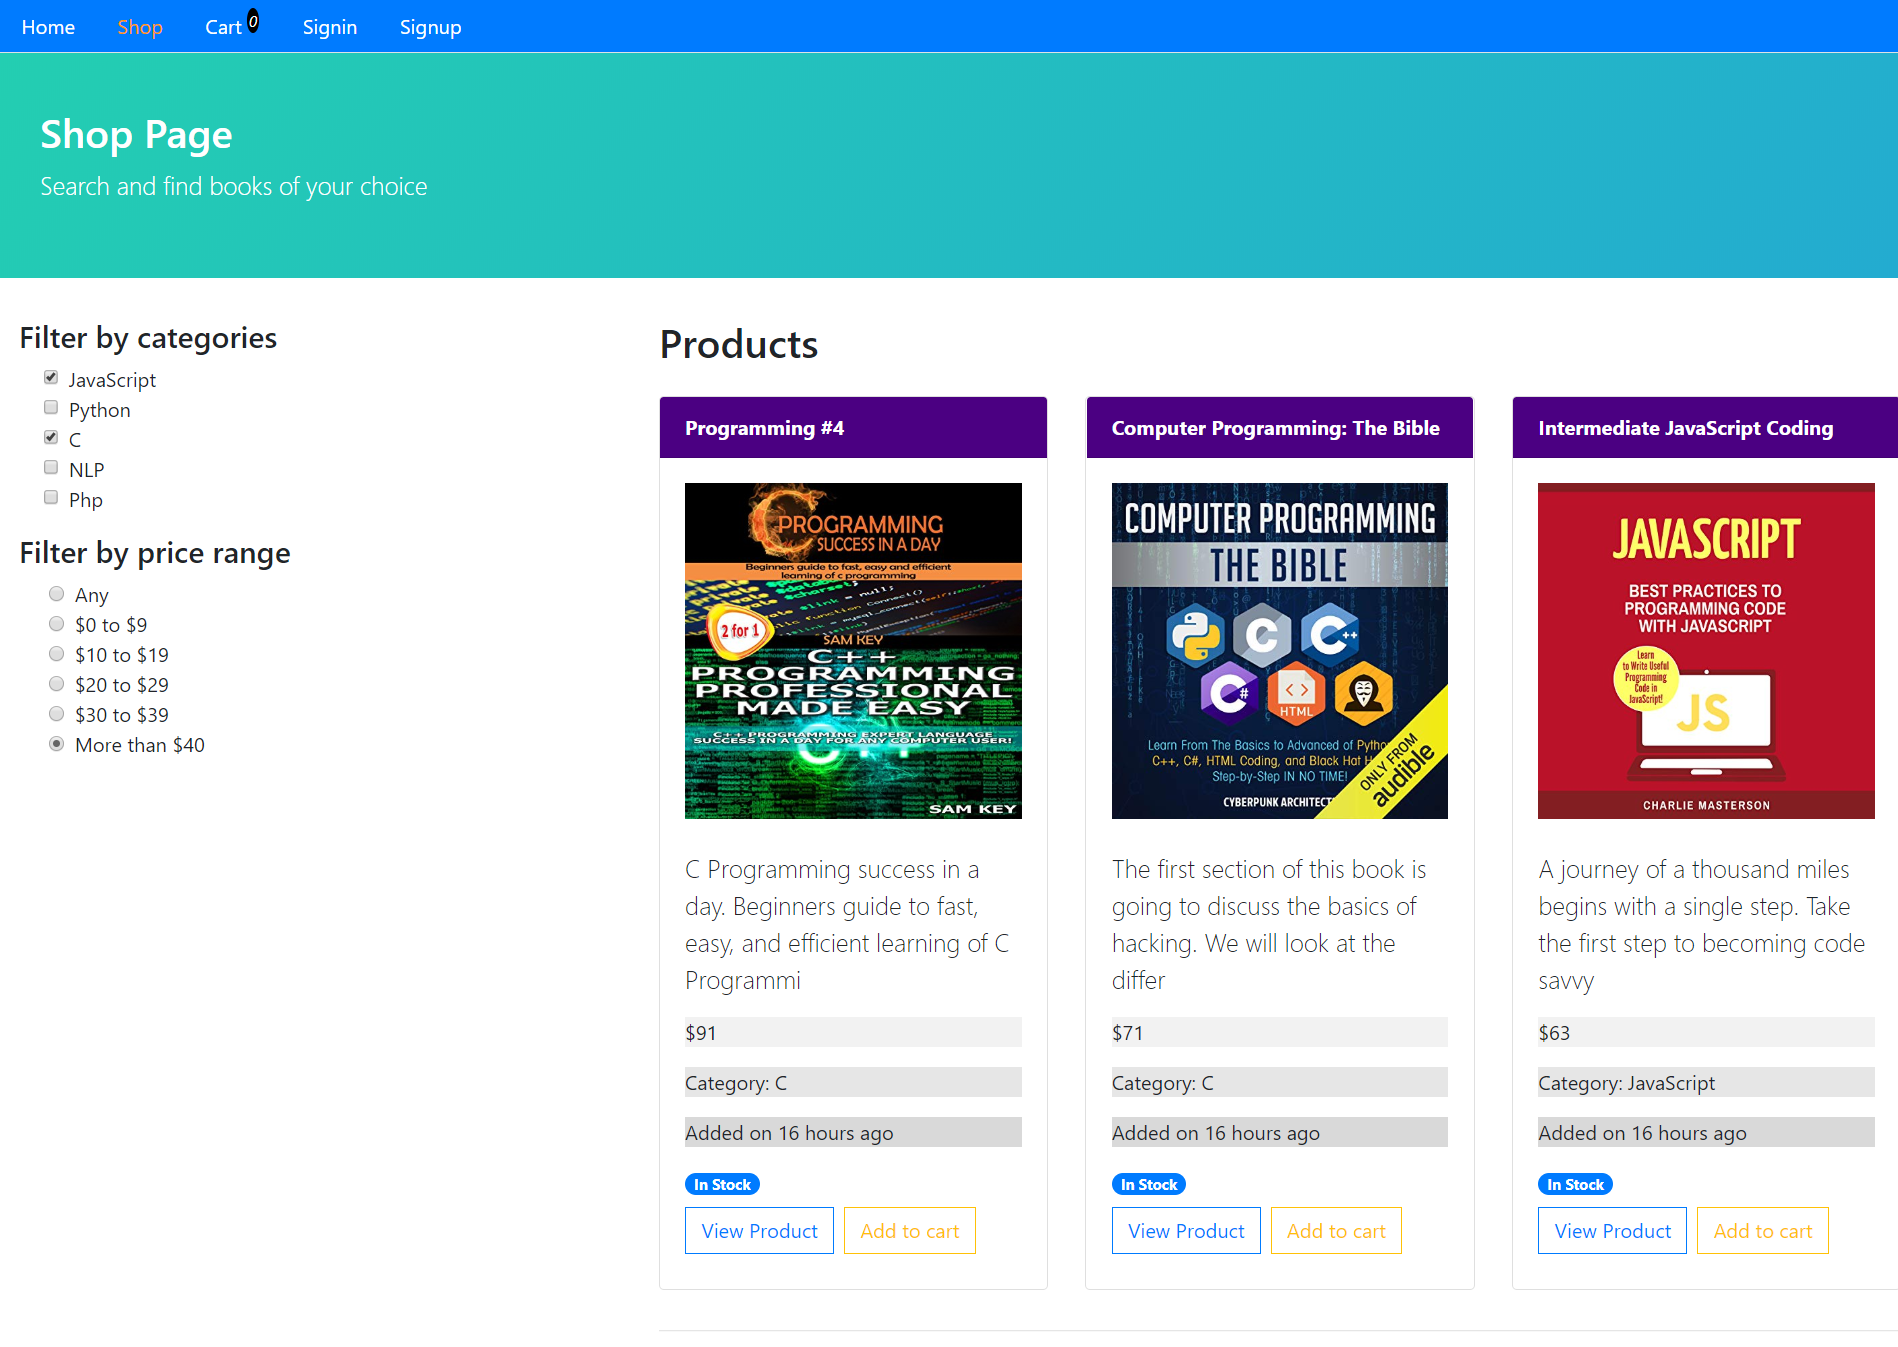 Home Shop Cart 0 Signin Signup
Shop Page
Search and find books of your choice
Filter by categories
JavaScript
Python
C
NLP
Php
Filter by price range
Any
$0 to $9
$10 to $19
$20 to $29
$30 to $39
More than $40
Products
Programming #4
C PROGRAMMING
SUCCESS IN A DAY
Beginners guide to fast, easy and efficient
learning of c programming
2 for 1
SAM KEY
C++
PROGRAMMING
PROFESSIONAL
MADE EASY
C++ PROGRAMMING EXPERT LANGUAGE
SUCCESS IN A DAY FOR ANY COMPUTER USER!
SAM KEY
C Programming success in a
day. Beginners guide to fast,
easy, and efficient learning of C
Programmi
$91
Category: C
Added on 16 hours ago
In Stock
View Product Add to cart
Computer Programming: The Bible
COMPUTER PROGRAMMING
THE BIBLE
C C++
C# HTML
Learn From The Basics to Advanced of Pytho
C++, C#, HTML Coding, and Black Hat H
Step-by-Step IN NO TIME!
CYBERPUNK ARCHITECT
ONLY FROM
audible
The first section of this book is
going to discuss the basics of
hacking. We will look at the
differ
$71
Category: C
Added on 16 hours ago
In Stock
View Product Add to cart
Intermediate JavaScript Coding
JAVASCRIPT
BEST PRACTICES TO
PROGRAMMING CODE
WITH JAVASCRIPT
Learn
to Write Useful
Programming
Code in
JavaScript!
JS
CHARLIE MASTERSON
A journey of a thousand miles
begins with a single step. Take
the first step to becoming code
savvy
$63
Category: JavaScript
Added on 16 hours ago
In Stock
View Product Add to cart